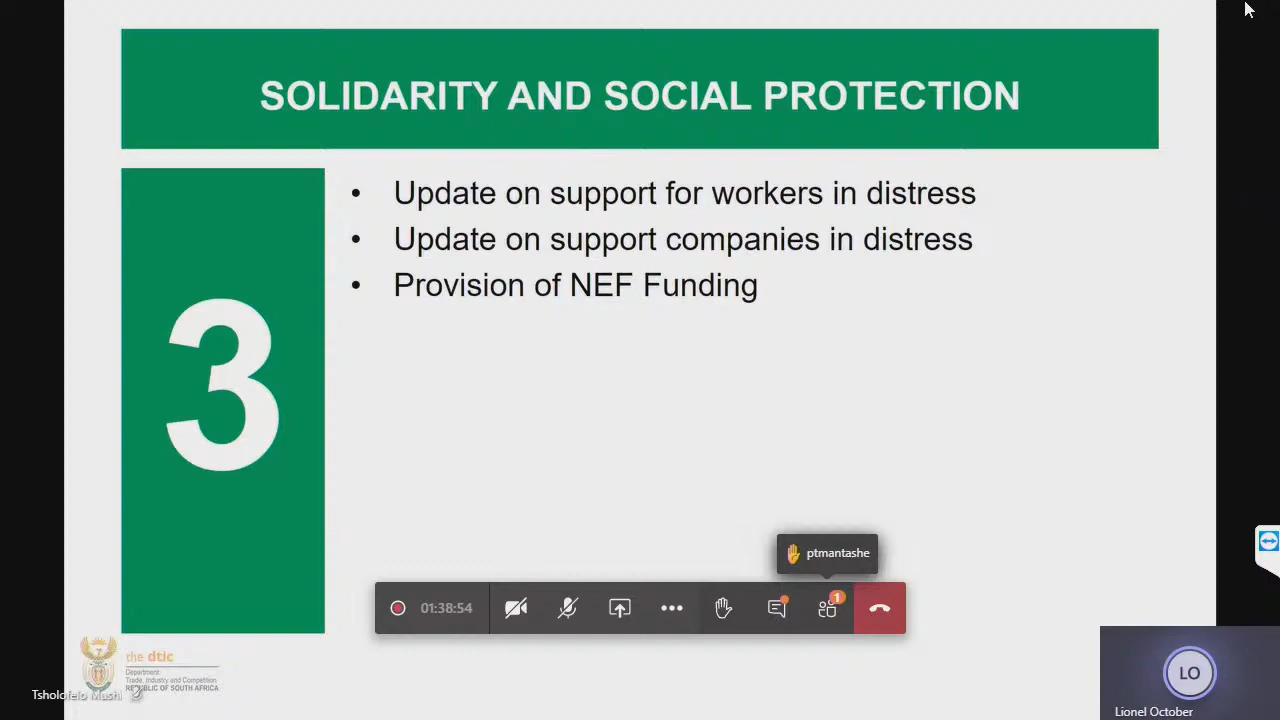 SOLIDARITY AND SOCIAL PROTECTION
3
• Update on support for workers in distress
• Update on support companies in distress
• Provision of NEF Funding
ptmantashe
01:38:54
1
the dtic
Department:
Trade, Industry and Competition
REPUBLIC OF SOUTH AFRICA
Tsholofelo Mushi
LO
Lionel October